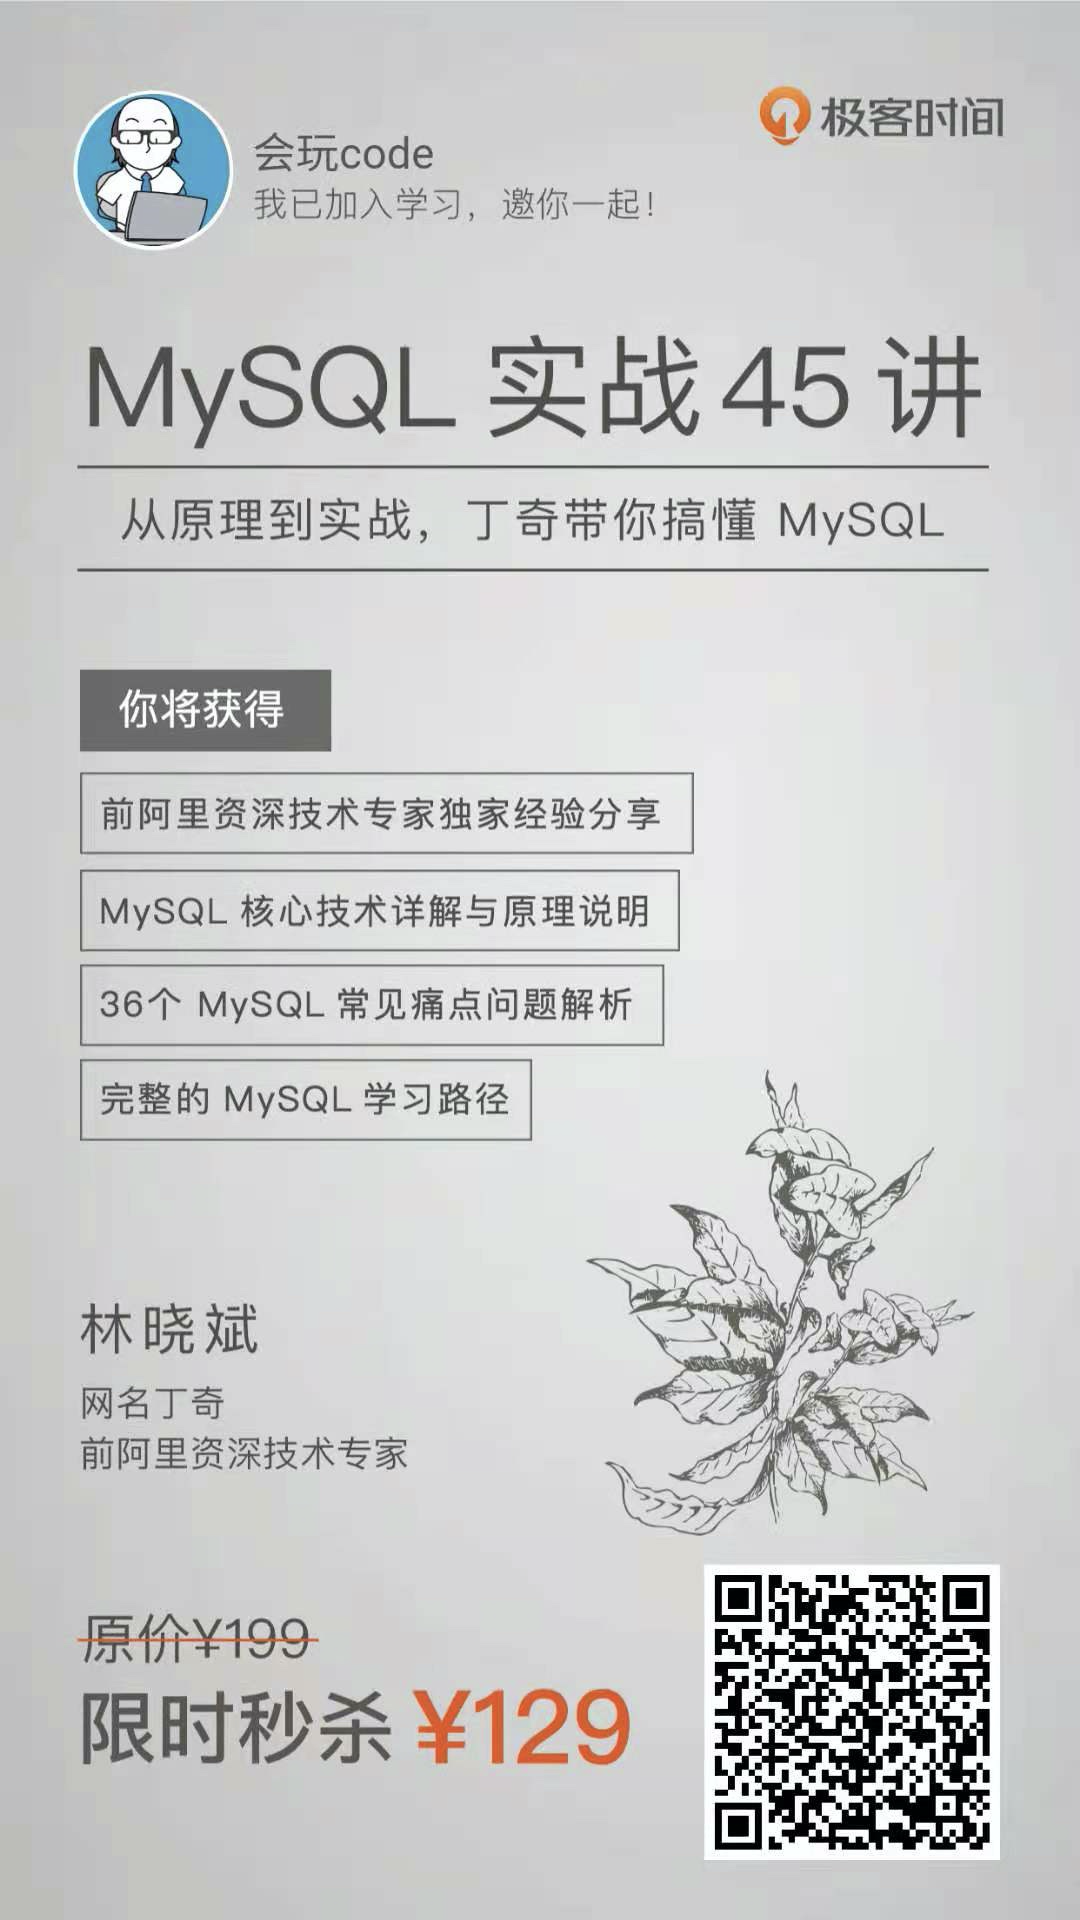 极客时间
会玩code
我已加入学习，邀你一起！
MySQL 实战 45 讲
从原理到实战，丁奇带你搞懂 MySQL
你将获得
前阿里资深技术专家独家经验分享
MySQL 核心技术详解与原理说明
36个 MySQL 常见痛点问题解析
完整的 MySQL 学习路径
林晓斌
网名丁奇
前阿里资深技术专家
原价¥199
限时秒杀 ¥129